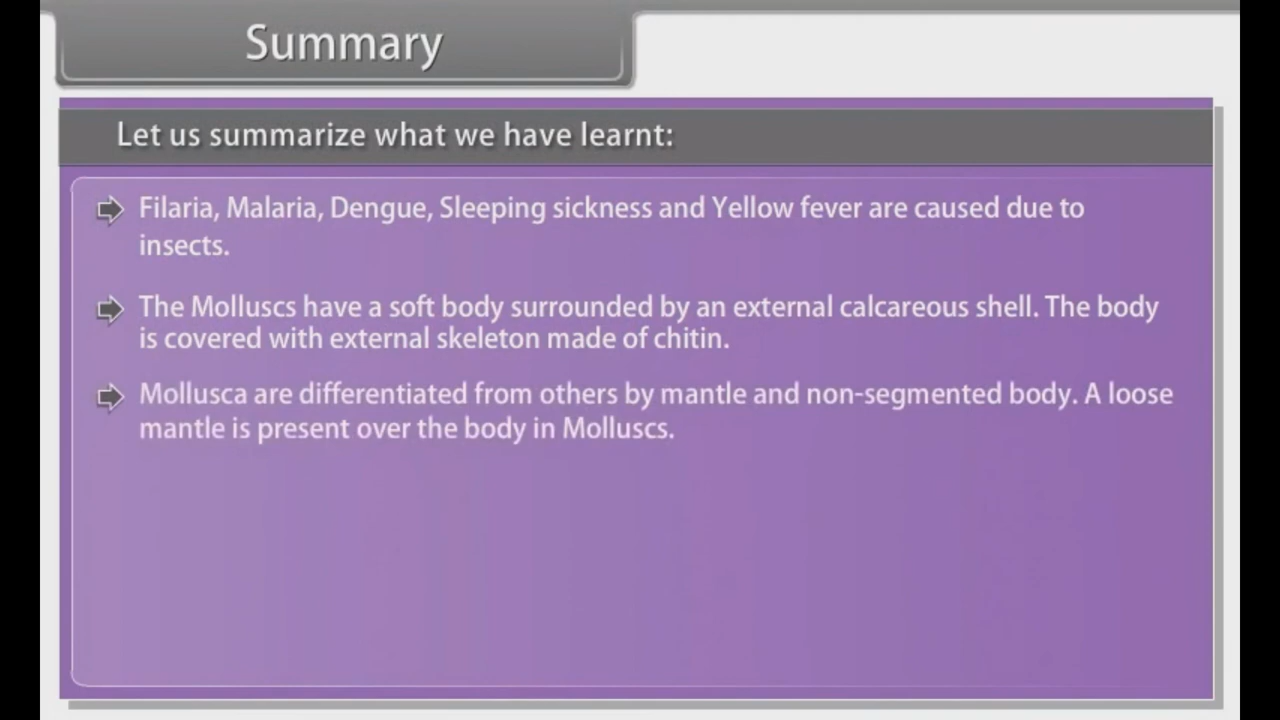 Summary
Let us summarize what we have learnt:
Filaria, Malaria, Dengue, Sleeping sickness and Yellow fever are caused due to
insects.
The Molluscs have a soft body surrounded by an external calcareous shell. The body
is covered with external skeleton made of chitin.
Mollusca are differentiated from others by mantle and non-segmented body. A loose
mantle is present over the body in Molluscs.